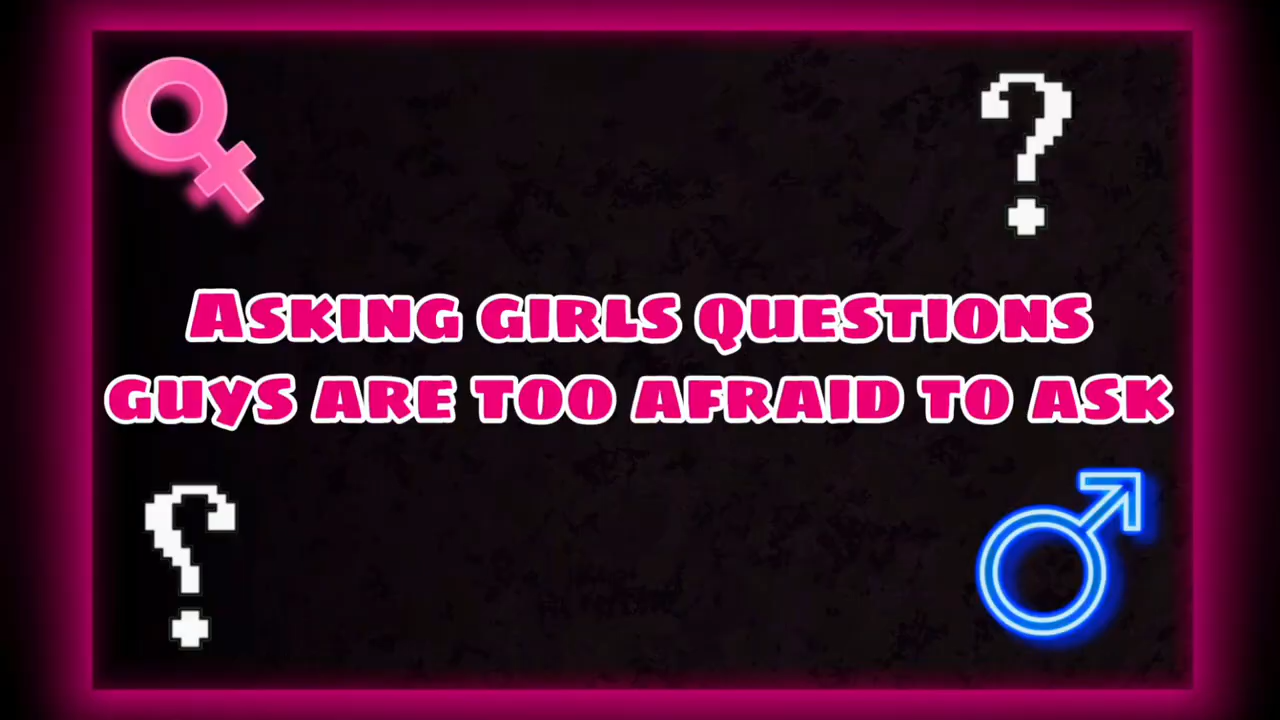 ?
Asking girls questions
guys are too afraid to ask
?